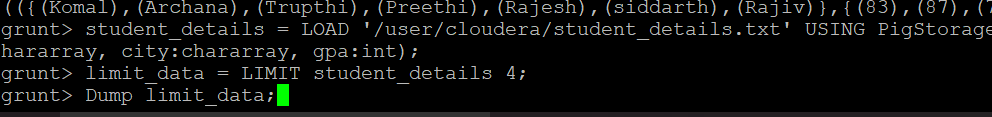 (({(Komal),(Archana),(Trupthi),(Preethi),(Rajesh),(siddarth),(Rajiv)},{(83),(87),(7
grunt> student_details = LOAD '/user/cloudera/student_details.txt' USING PigStorage
hararray, city:chararray, gpa:int);
grunt> limit_data = LIMIT student_details 4;
grunt> Dump limit_data;